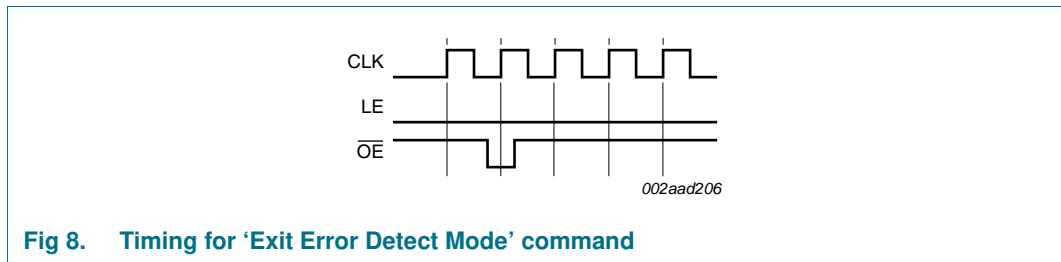 CLK
LE
OE
002aad206
Fig 8. Timing for ‘Exit Error Detect Mode’ command